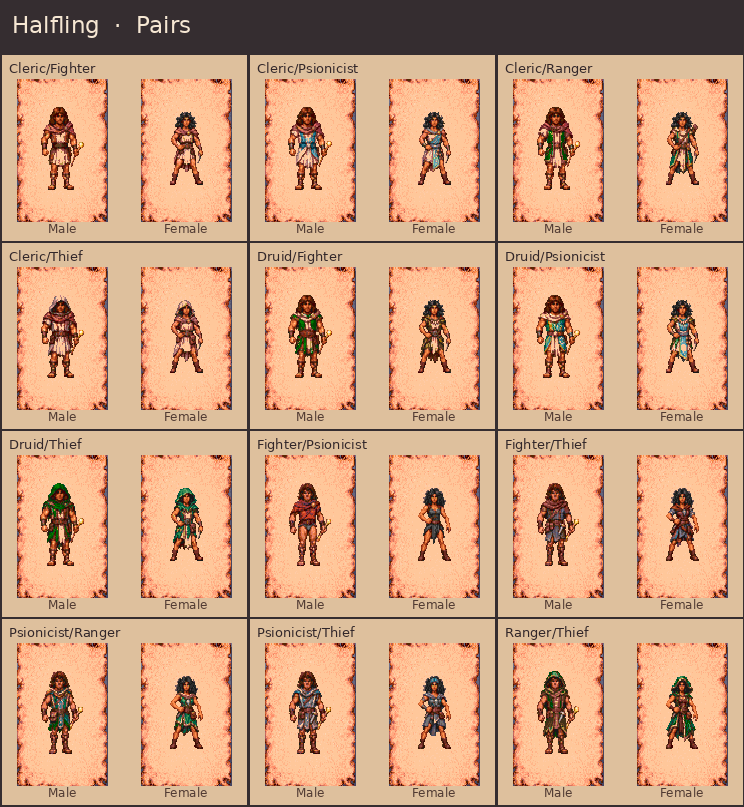 Halfling · Pairs
Cleric/Fighter
Cleric/Psionicist
Cleric/Ranger
Male
Female
Male
Female
Male
Female
Cleric/Thief
Druid/Fighter
Druid/Psionicist
Male
Female
Male
Female
Male
Female
Druid/Thief
Fighter/Psionicist
Fighter/Thief
Male
Female
Male
Female
Male
Female
Psionicist/Ranger
Psionicist/Thief
Ranger/Thief
Male
Female
Male
Female
Male
Female